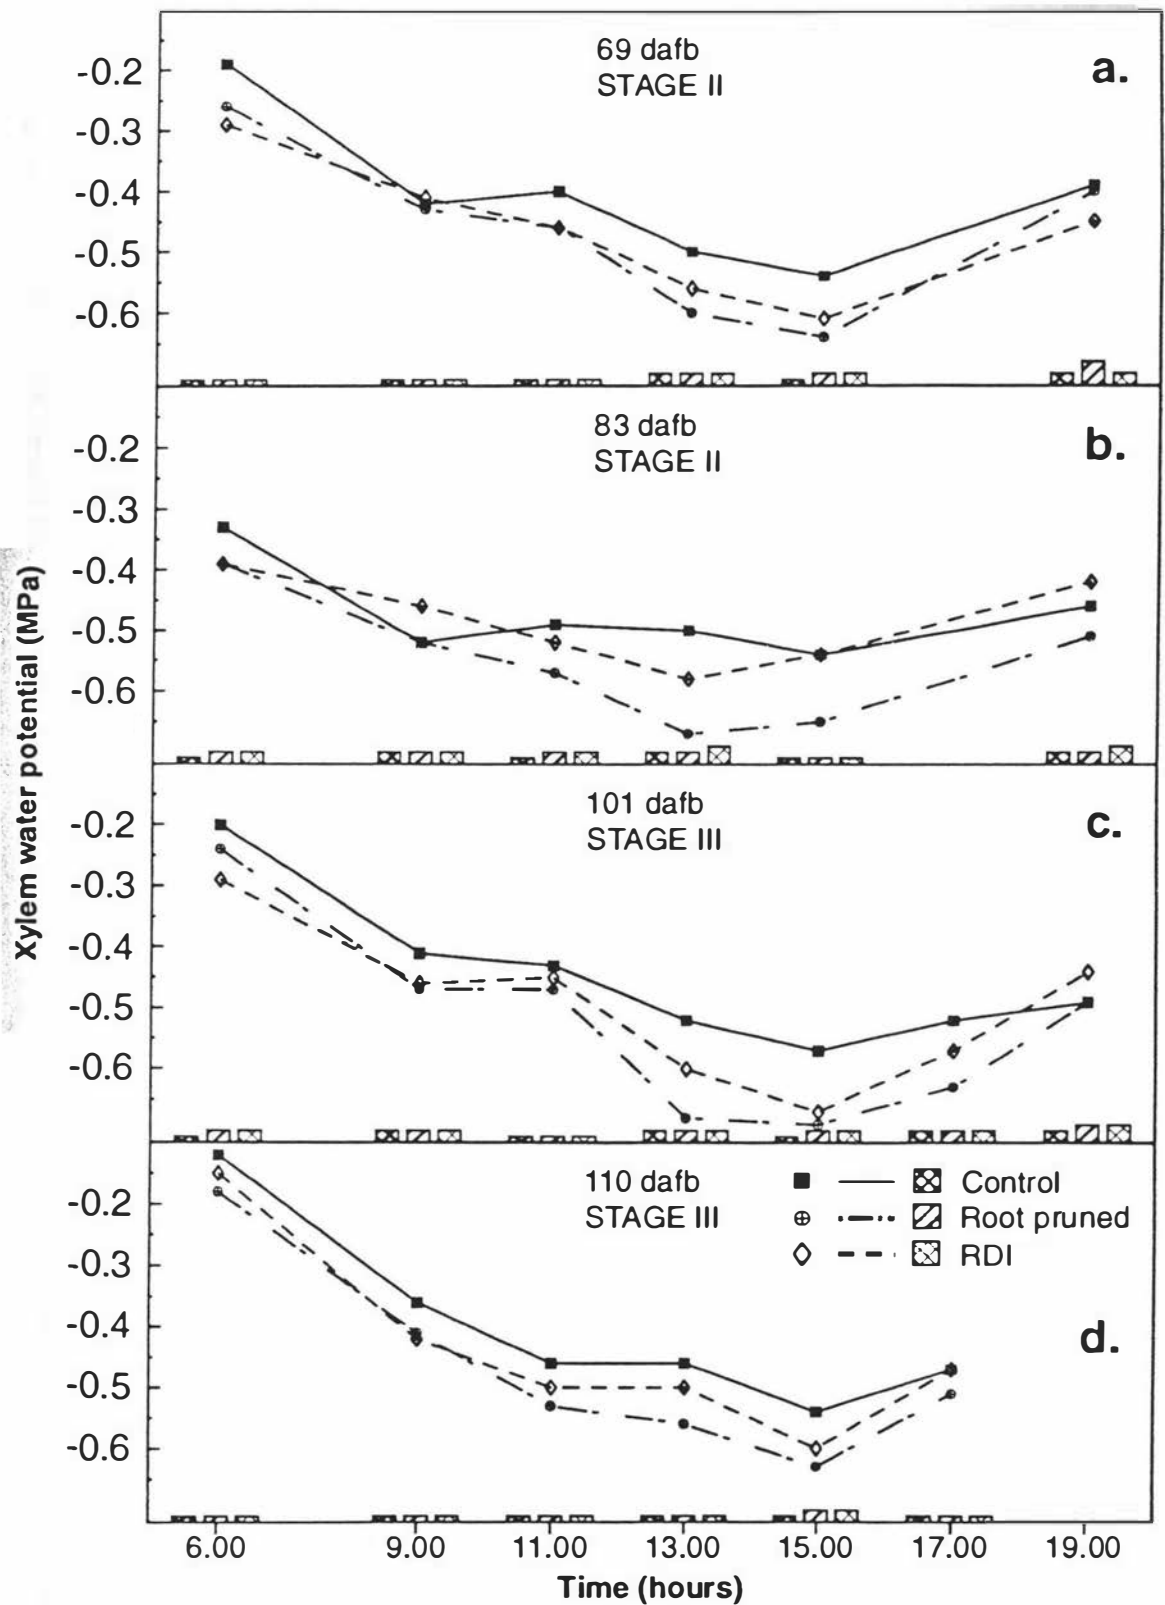 69 dafb
STAGE II
a.
-0.2
-0.3
-0.4
-0.5
-0.6
83 dafb
STAGE II
b.
-0.2
-0.3
-0.4
-0.5
-0.6
101 dafb
STAGE III
c.
-0.2
-0.3
-0.4
-0.5
-0.6
110 dafb
STAGE III
Control
Root pruned
RDI
d.
-0.2
-0.3
-0.4
-0.5
-0.6
Xylem water potential (MPa)
6.00 9.00 11.00 13.00 15.00 17.00 19.00
Time (hours)